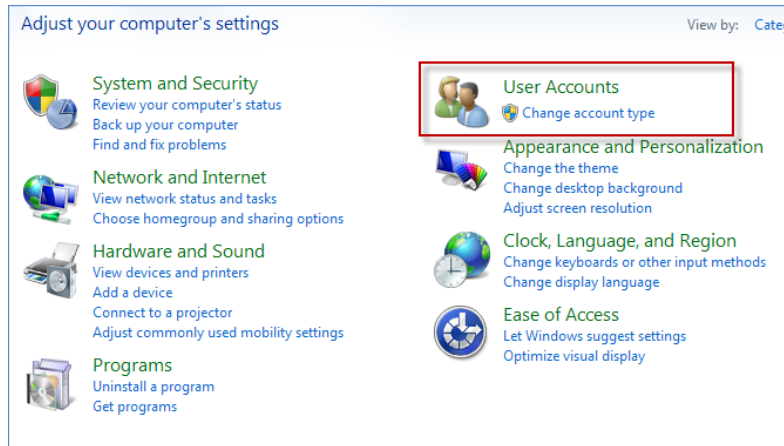 Adjust your computer's settings
View by:
System and Security
Review your computer's status
Back up your computer
Find and fix problems
Network and Internet
View network status and tasks
Choose homegroup and sharing options
Hardware and Sound
View devices and printers
Add a device
Connect to a projector
Adjust commonly used mobility settings
Programs
Uninstall a program
Get programs
User Accounts
Change account type
Appearance and Personalization
Change the theme
Change desktop background
Adjust screen resolution
Clock, Language, and Region
Change keyboards or other input methods
Change display language
Ease of Access
Let Windows suggest settings
Optimize visual display